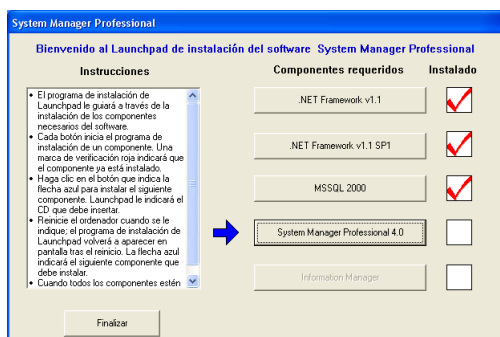 System Manager Professional
Bienvenido al Launchpad de instalación del software System Manager Professional
Instrucciones
Componentes requeridos
Instalado
• El programa de instalación de
Launchpad le guiará a través de la
instalación de los componentes
necesarios del software.
• Cada botón inicia el programa de
instalación de un componente. Una
marca de verificación roja indicará que
el componente ya está instalado.
• Haga clic en el botón que indica la
flecha azul para instalar el siguiente
componente. Launchpad le indicará el
CD que debe insertar.
• Reinicie el ordenador cuando se le
indique; el programa de instalación de
Launchpad volverá a aparecer en
pantalla tras el reinicio. La flecha azul
indicará el siguiente componente que
debe instalar.
• Cuando todos los componentes estén
.NET Framework v1.1
.NET Framework v1.1 SP1
MSSQL 2000
System Manager Professional 4.0
Information Manager
Finalizar